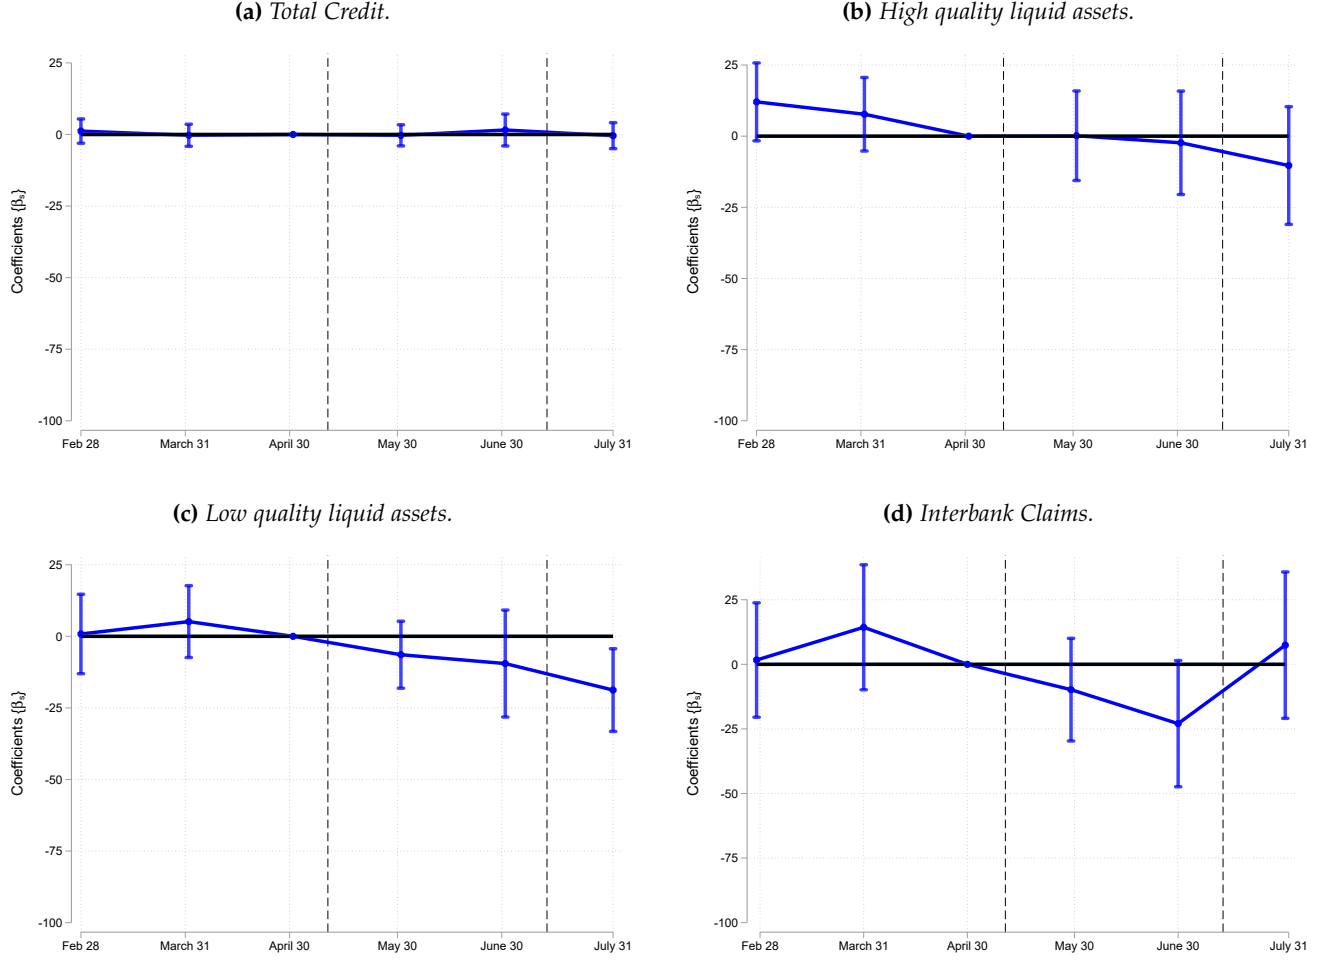 (a) Total Credit.
25
0
-25
-50
-75
-100
Coefficients {βs}
Feb 28 March 31 April 30 May 30 June 30 July 31
(b) High quality liquid assets.
25
0
-25
-50
-75
-100
Coefficients {βs}
Feb 28 March 31 April 30 May 30 June 30 July 31
(c) Low quality liquid assets.
25
0
-25
-50
-75
-100
Coefficients {βs}
Feb 28 March 31 April 30 May 30 June 30 July 31
(d) Interbank Claims.
25
0
-25
-50
-75
-100
Coefficients {βs}
Feb 28 March 31 April 30 May 30 June 30 July 31